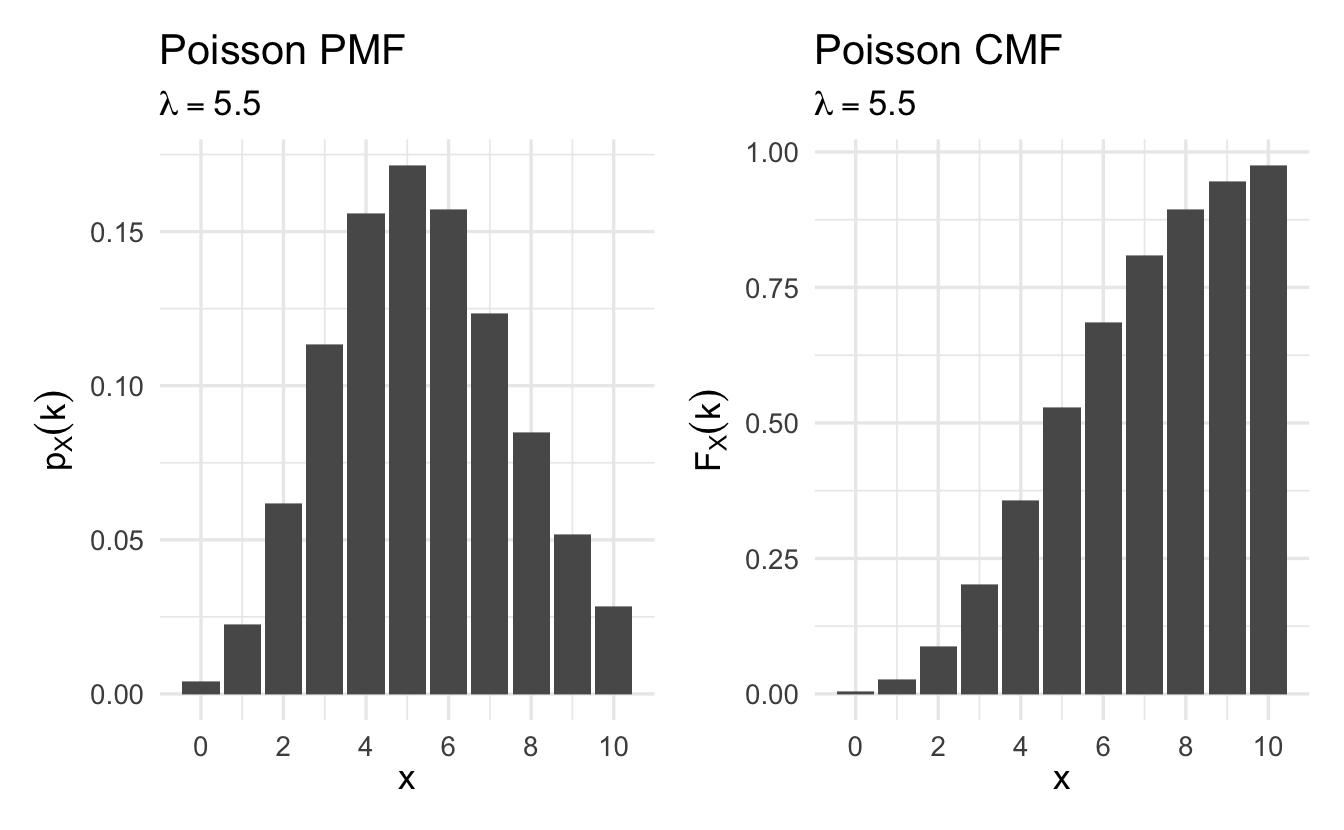 Poisson PMF
λ = 5.5
0.15
0.10
0.05
0.00
pX(k)
0 2 4 6 8 10
x
Poisson CMF
λ = 5.5
1.00
0.75
0.50
0.25
0.00
FX(k)
0 2 4 6 8 10
x